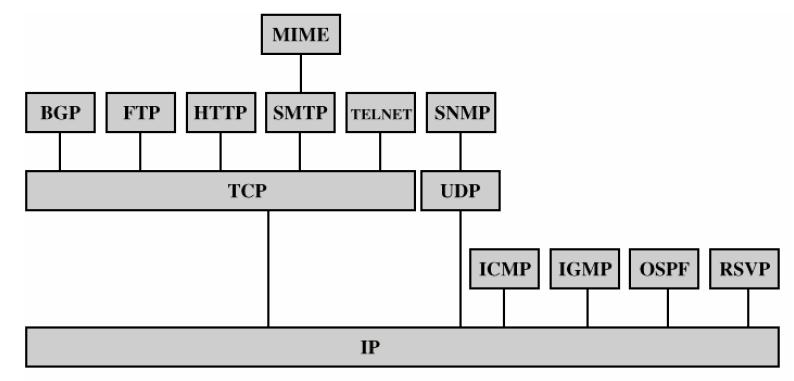 MIME
BGP FTP HTTP SMTP TELNET SNMP
TCP UDP
ICMP IGMP OSPF RSVP
IP